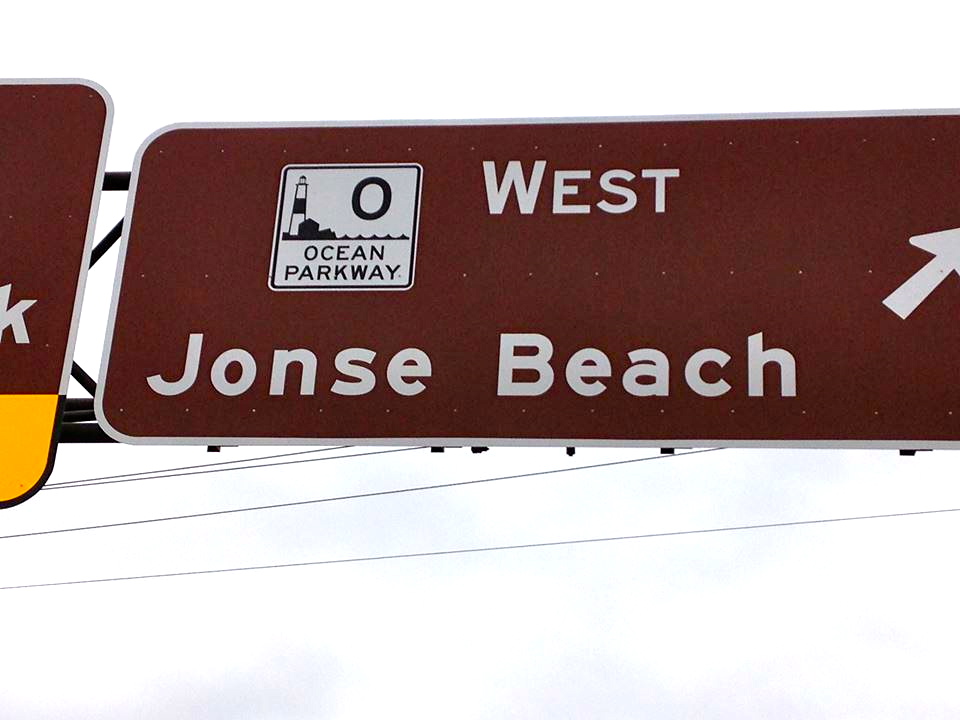 k
O
OCEAN
PARKWAY
WEST
Jonse Beach